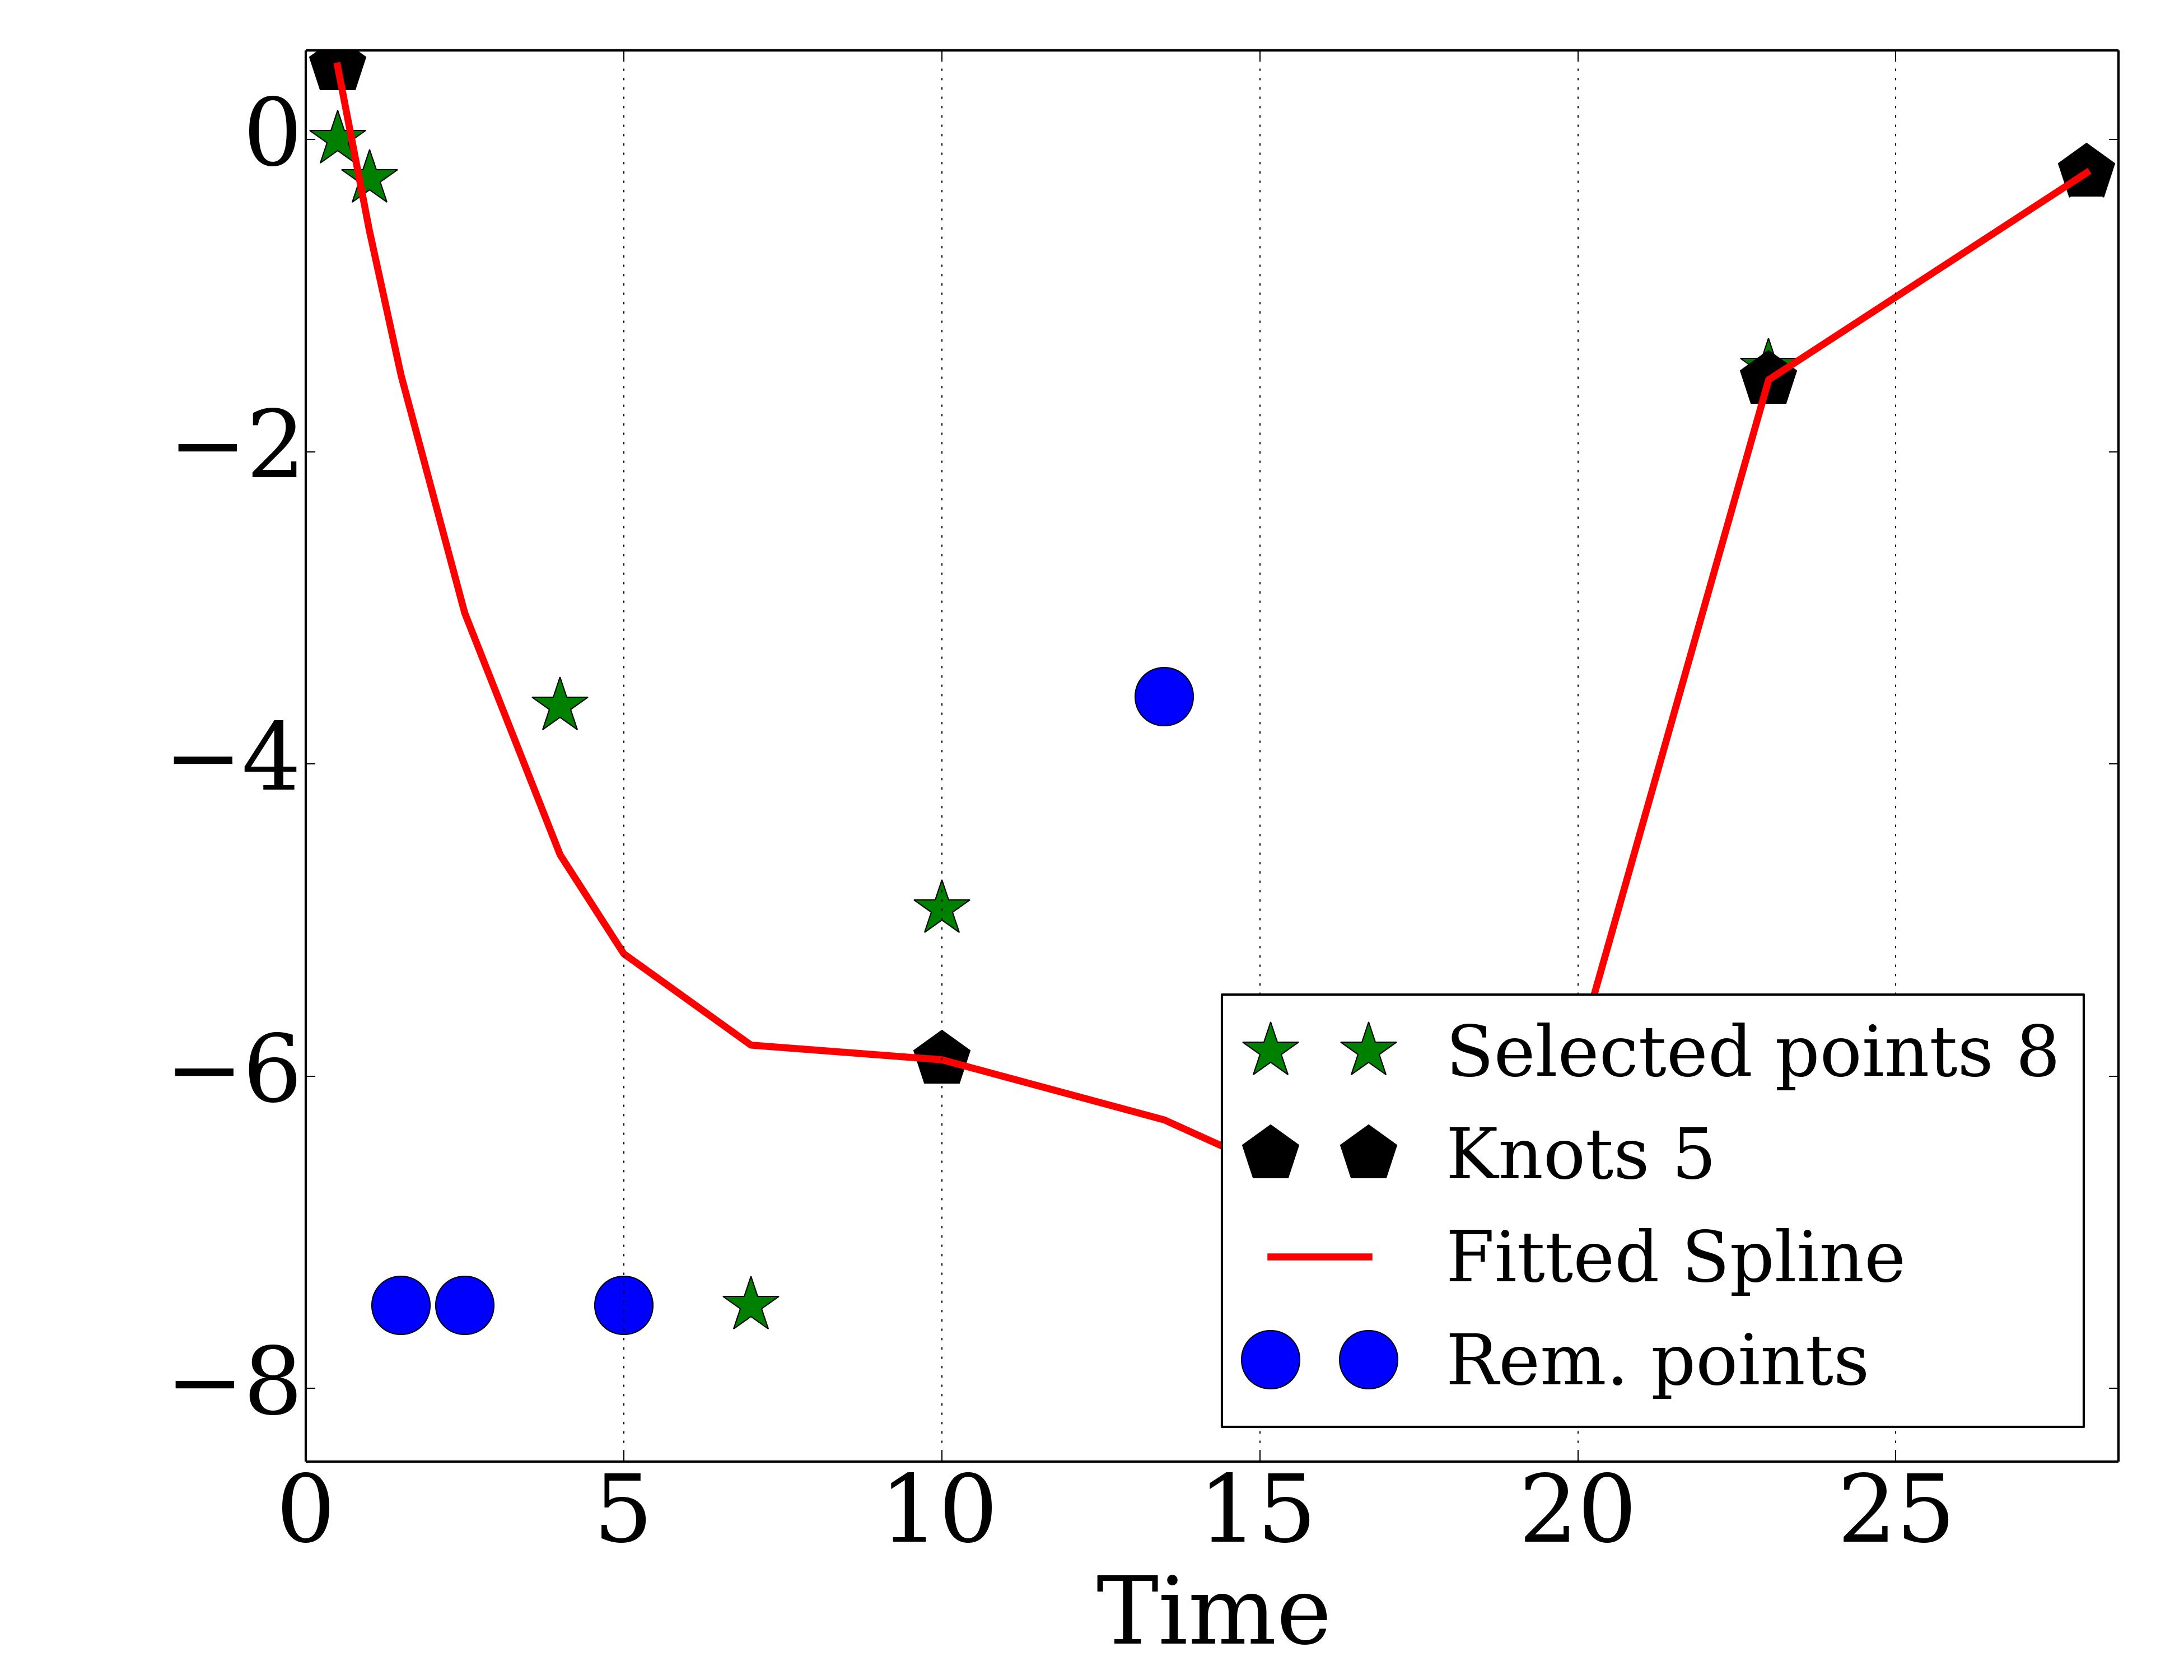 0
−2
−4
−6
−8
Selected points 8
Knots 5
Fitted Spline
Rem. points
0 5 10 15 20 25
Time